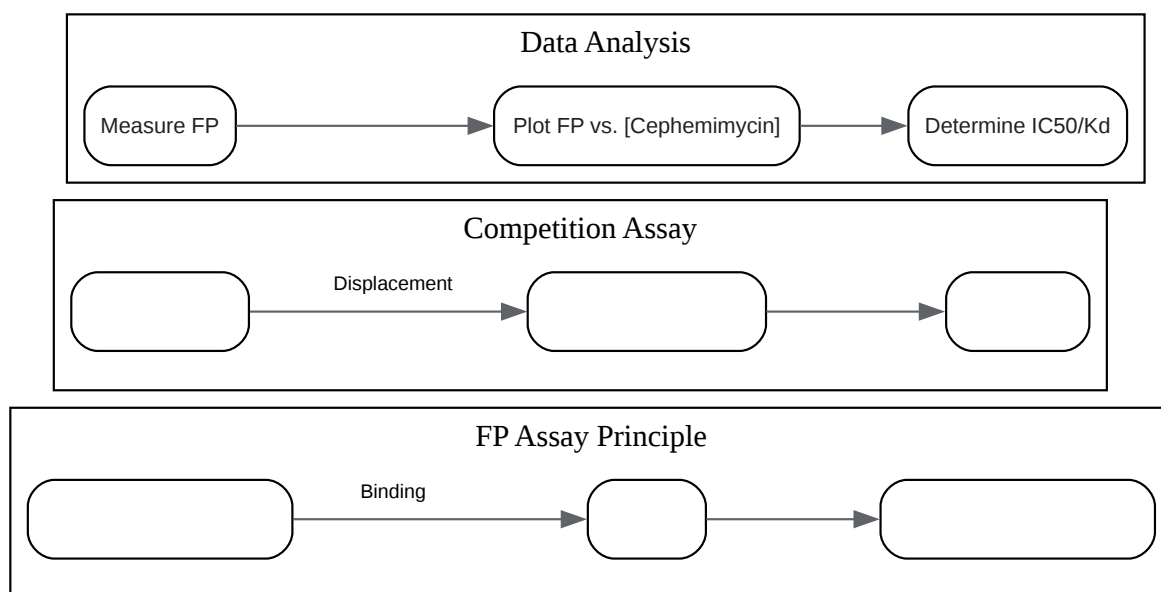 Data Analysis
Measure FP
Plot FP vs. [Cephemimycin]
Determine IC50/Kd
Competition Assay
Displacement
FP Assay Principle
Binding